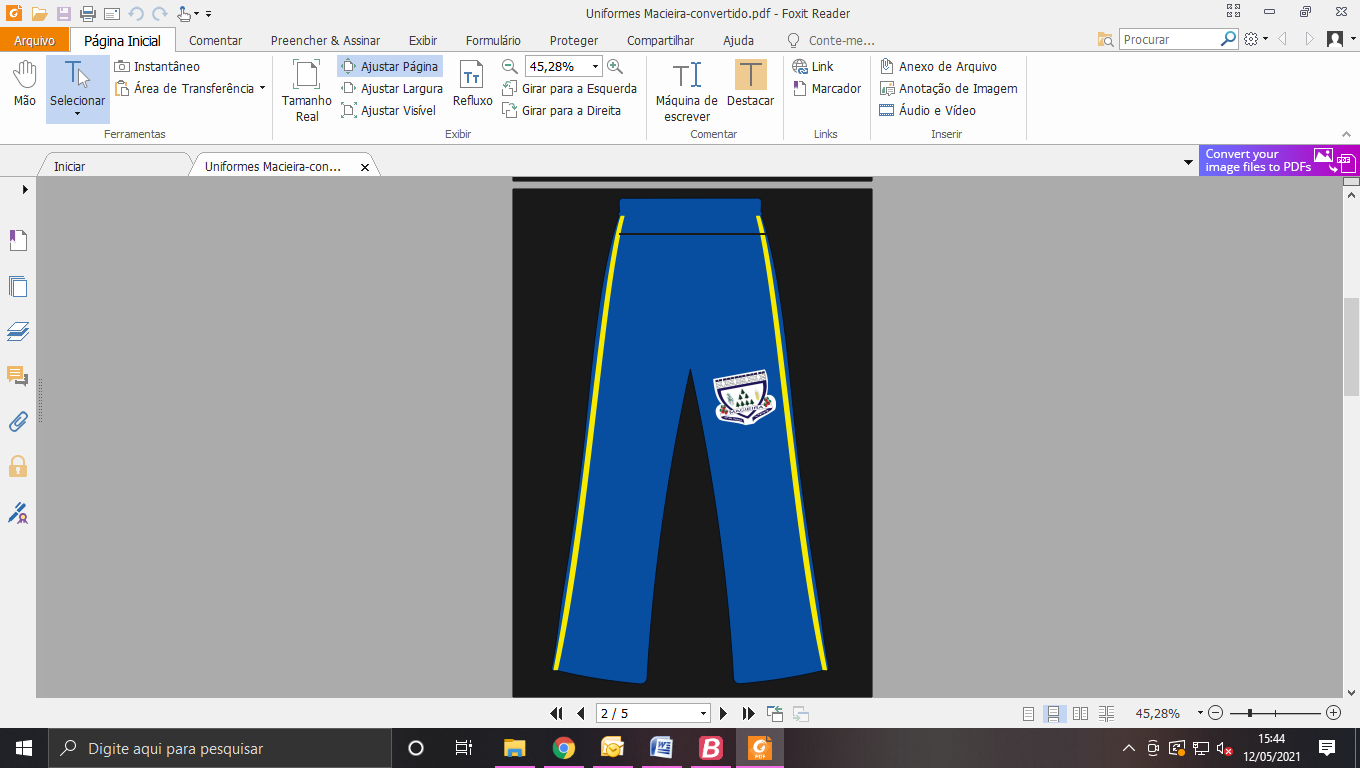 Uniformes Macieira-convertido.pdf - Foxit Reader
Arquivo Página Inicial Comentar Preencher & Assinar Exibir Formulário Proteger Compartilhar Ajuda Conte-me... Procurar
Mão
Selecionar
Instantâneo
Área de Transferência
Ferramentas
Tamanho
Real
Ajustar Página
Ajustar Largura
Ajustar Visível
Refluxo
45,28%
Girar para a Esquerda
Girar para a Direita
Exibir
Máquina de
escrever
Destacar
Comentar
Link
Marcador
Links
Anexo de Arquivo
Anotação de Imagem
Áudio e Vídeo
Inserir
Iniciar
Uniformes Macieira-con...
Convert your
image files to PDFs
PDF
MACIEIRA
2 / 5
45,28%
Digite aqui para pesquisar
15:44
12/05/2021